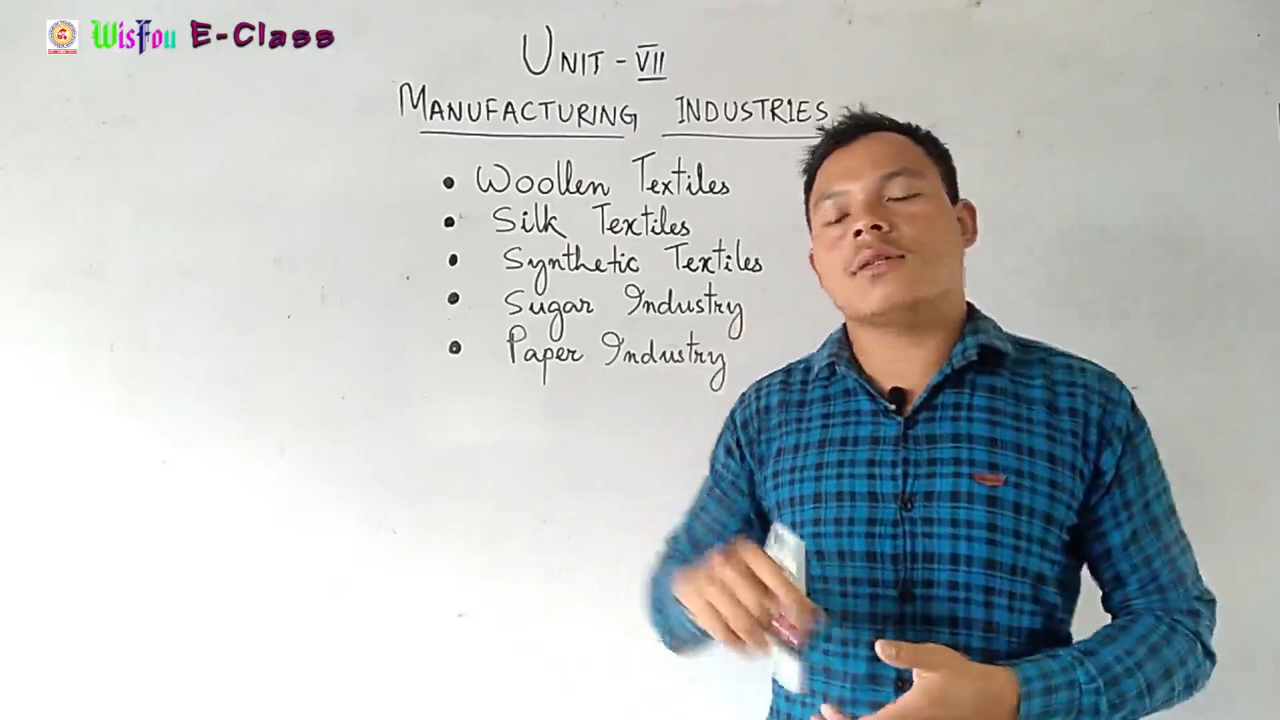 WisFou E-Class
UNIT - VII
MANUFACTURING INDUSTRIES
• Woollen Textiles
• Silk Textiles
• Synthetic Textiles
• Sugar Industry
• Paper Industry